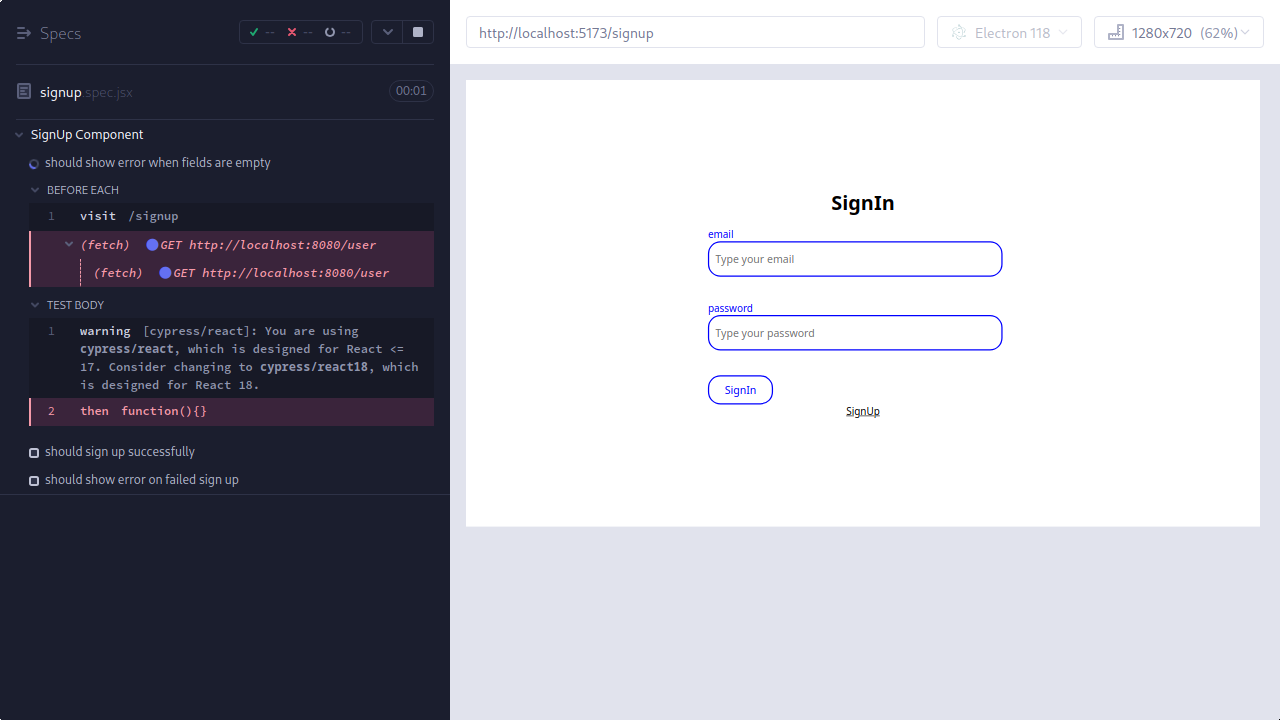 Specs
-- -- --
signup.spec.jsx
00:01
SignUp Component
should show error when fields are empty
BEFORE EACH
1 visit /signup
(fetch) GET http://localhost:8080/user
(fetch) GET http://localhost:8080/user
TEST BODY
1 warning [cypress/react]: You are using
cypress/react, which is designed for React <=
17. Consider changing to cypress/react18, which
is designed for React 18.
2 then function(){}
should sign up successfully
should show error on failed sign up
http://localhost:5173/signup
Electron 118
1280x720 (62%)
SignIn
email
Type your email
password
Type your password
SignIn
SignUp